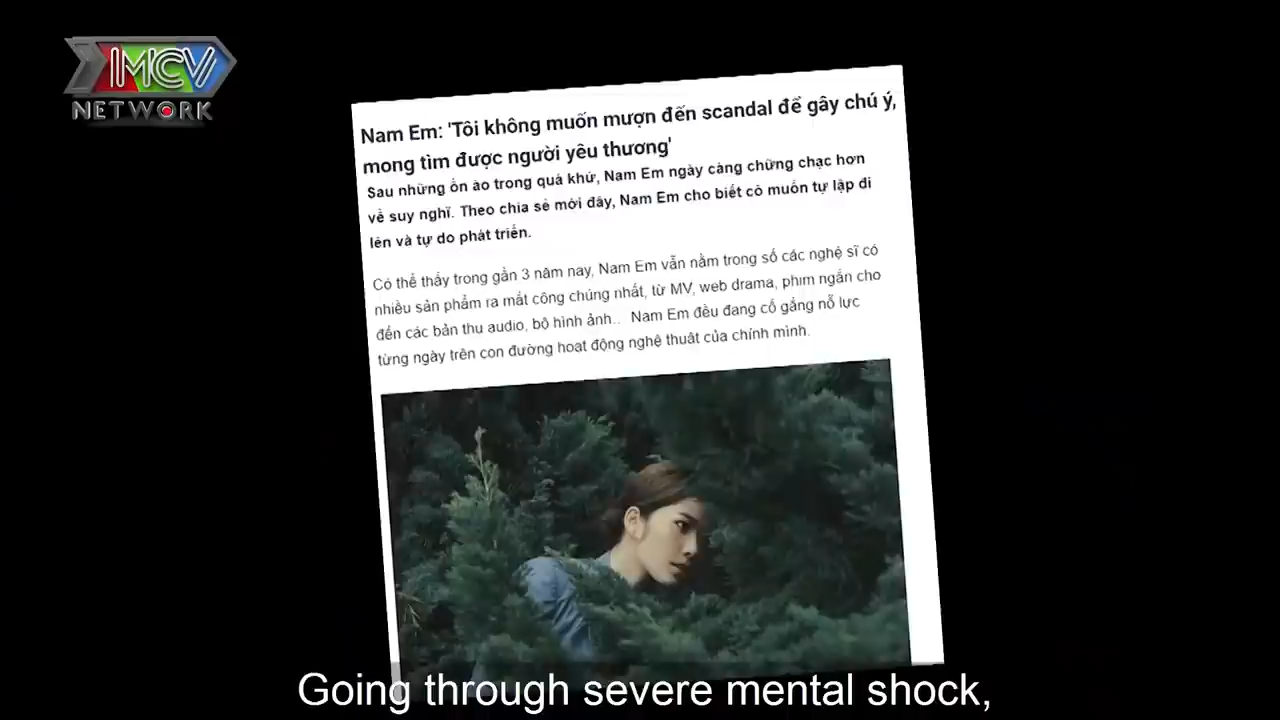 MCV
NETWORK
Nam Em: 'Tôi không muốn mượn đến scandal để gây chú ý,
mong tìm được người yêu thương'
Sau những ồn ào trong quá khứ, Nam Em ngày càng chững chạc hơn
về suy nghĩ. Theo chia sẻ mới đây, Nam Em cho biết cô muốn tự lập đi
lên và tự do phát triển.
Có thể thấy trong gần 3 năm nay, Nam Em vẫn nằm trong số các nghệ sĩ có
nhiều sản phẩm ra mắt công chúng nhất, từ MV, web drama, phim ngắn cho
đến các bản thu audio, bộ hình ảnh... Nam Em đều đang cố gắng nỗ lực
từng ngày trên con đường hoạt động nghệ thuật của chính mình.
Going through severe mental shock,